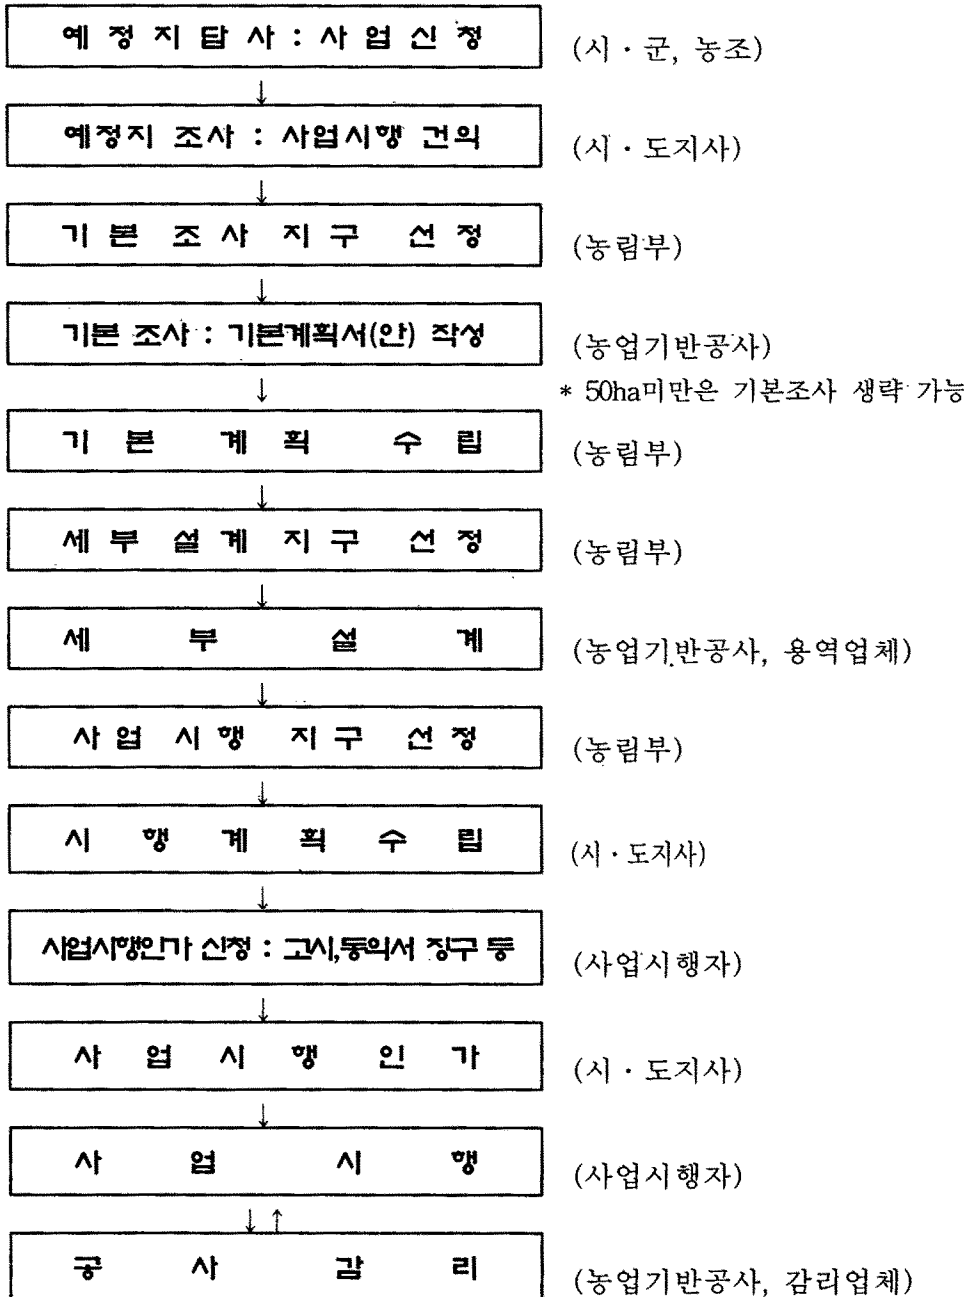 예 정 지 답 사 : 사 업 신 정 (시 · 군, 농조)
↓
예정지 조사 : 사업시행 건의 (시 · 도지사)
↓
기 본 조 사 지 구 선 정 (농림부)
↓
기본 조사 : 기본계획서(안) 작성 (농업기반공사)
↓ * 50ha미만은 기본조사 생략 가능
기 본 계 획 수 립 (농림부)
↓
세 부 설 계 지 구 선 정 (농림부)
↓
세 부 설 계 (농업기반공사, 용역업체)
↓
사 업 시 행 지 구 선 정 (농림부)
↓
시 행 계 획 수 립 (시 · 도지사)
↓
사업시행인가 신청 : 고시,동의서 징구 등 (사업시행자)
↓
사 업 시 행 인 가 (시 · 도지사)
↓
사 업 시 행 (사업시행자)
↓ ↑
공 사 감 리 (농업기반공사, 감리업체)